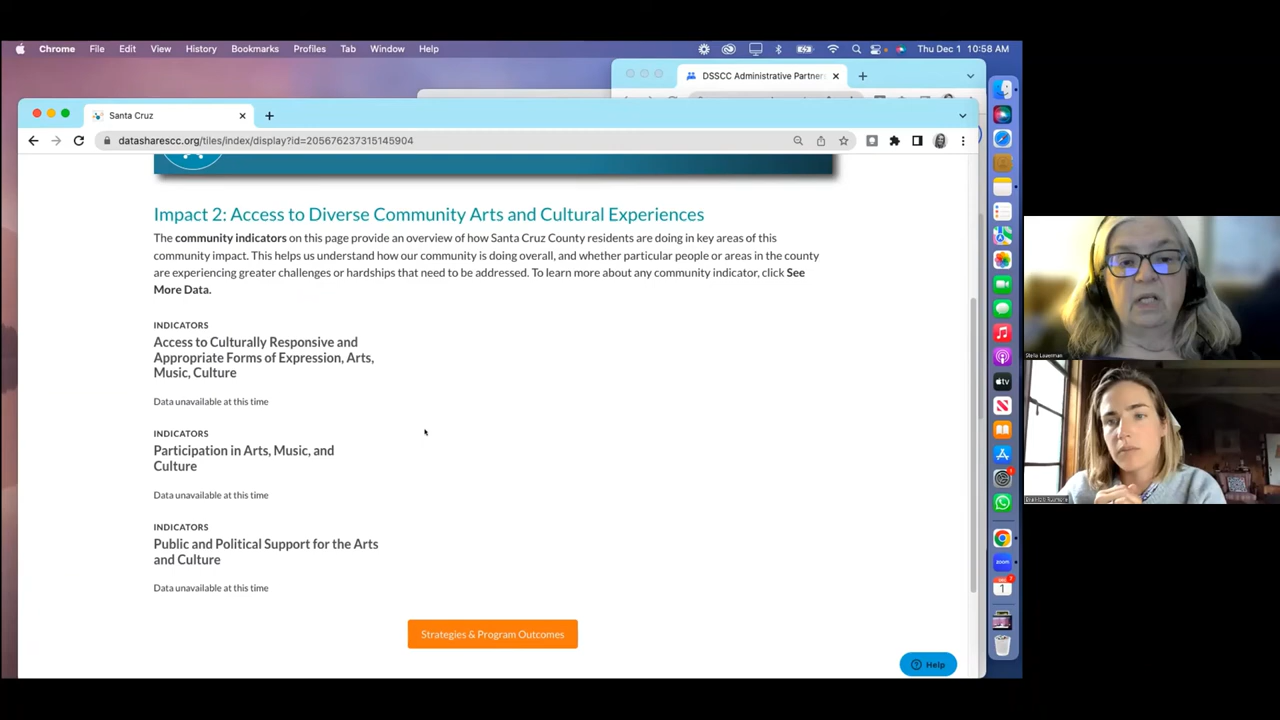 Chrome File Edit View History Bookmarks Profiles Tab Window Help Thu Dec 1 10:58 AM
DSSCC Administrative Partner
Santa Cruz
datasharescc.org/tiles/index/display?id=205676237315145904
Impact 2: Access to Diverse Community Arts and Cultural Experiences
The community indicators on this page provide an overview of how Santa Cruz County residents are doing in key areas of this
community impact. This helps us understand how our community is doing overall, and whether particular people or areas in the county
are experiencing greater challenges or hardships that need to be addressed. To learn more about any community indicator, click See
More Data.
INDICATORS
Access to Culturally Responsive and
Appropriate Forms of Expression, Arts,
Music, Culture
Data unavailable at this time
INDICATORS
Participation in Arts, Music, and
Culture
Data unavailable at this time
INDICATORS
Public and Political Support for the Arts
and Culture
Data unavailable at this time
Strategies & Program Outcomes
Help
tv
zoom
1
Stella